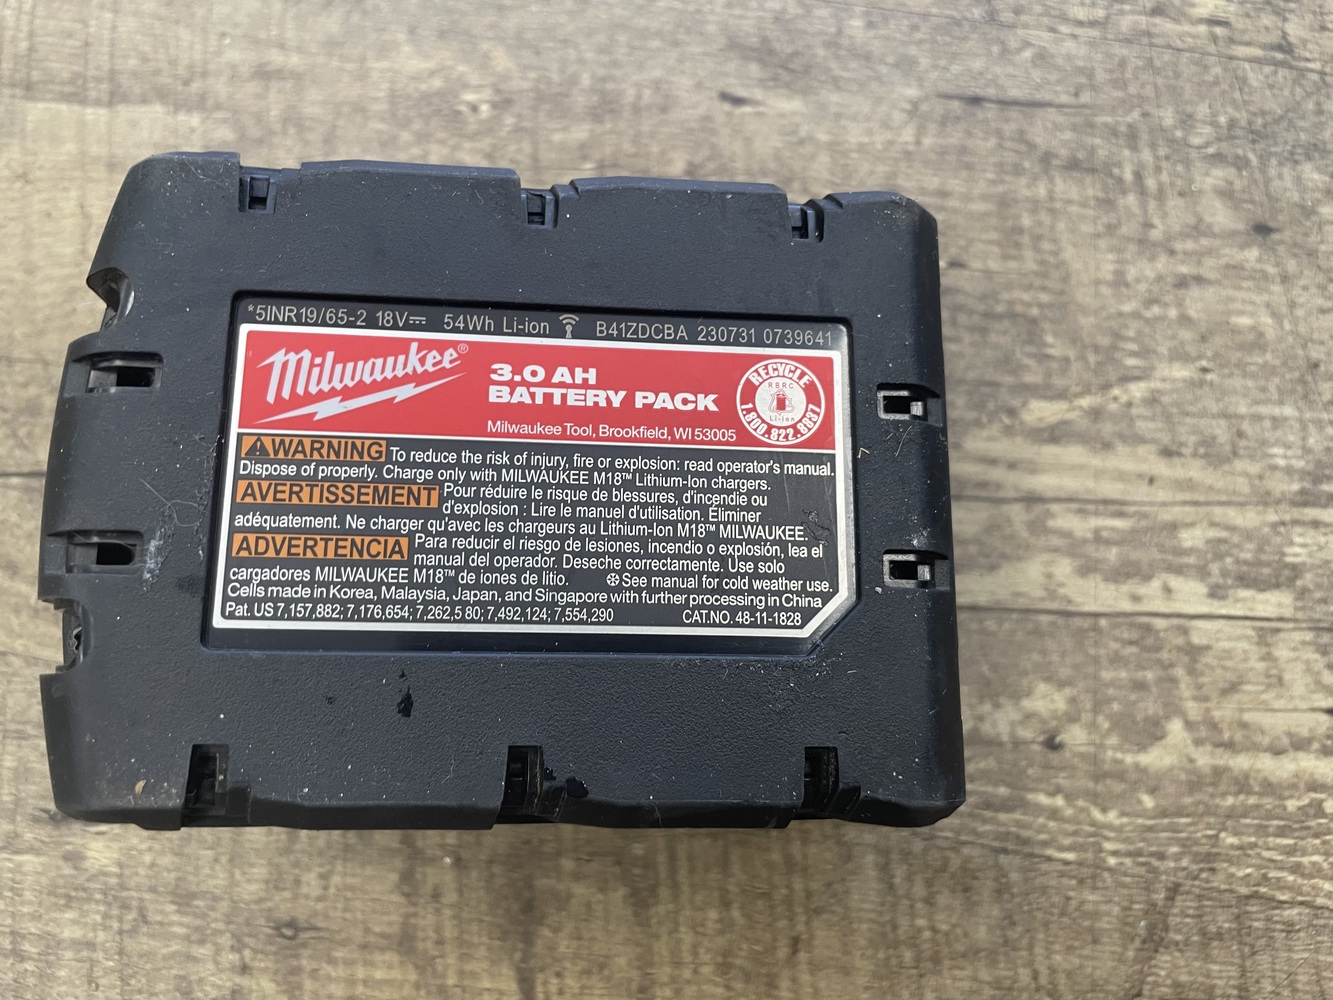 *5INR19/65-2 18V⎓ 54Wh Li-ion B41ZDCBA 230731 0739641
Milwaukee®
3.0 AH
BATTERY PACK
Milwaukee Tool, Brookfield, WI 53005
RECYCLE
RBRC
Li-Ion
1.800.822.8837
⚠WARNING To reduce the risk of injury, fire or explosion: read operator's manual.
Dispose of properly. Charge only with MILWAUKEE M18™ Lithium-Ion chargers.
AVERTISSEMENT Pour réduire le risque de blessures, d'incendie ou
d'explosion : Lire le manuel d'utilisation. Éliminer
adéquatement. Ne charger qu'avec les chargeurs au Lithium-Ion M18™ MILWAUKEE.
ADVERTENCIA Para reducir el riesgo de lesiones, incendio o explosión, lea el
manual del operador. Deseche correctamente. Use solo
cargadores MILWAUKEE M18™ de iones de litio. ❄See manual for cold weather use.
Cells made in Korea, Malaysia, Japan, and Singapore with further processing in China
Pat. US 7,157,882; 7,176,654; 7,262,5 80; 7,492,124; 7,554,290 CAT.NO. 48-11-1828